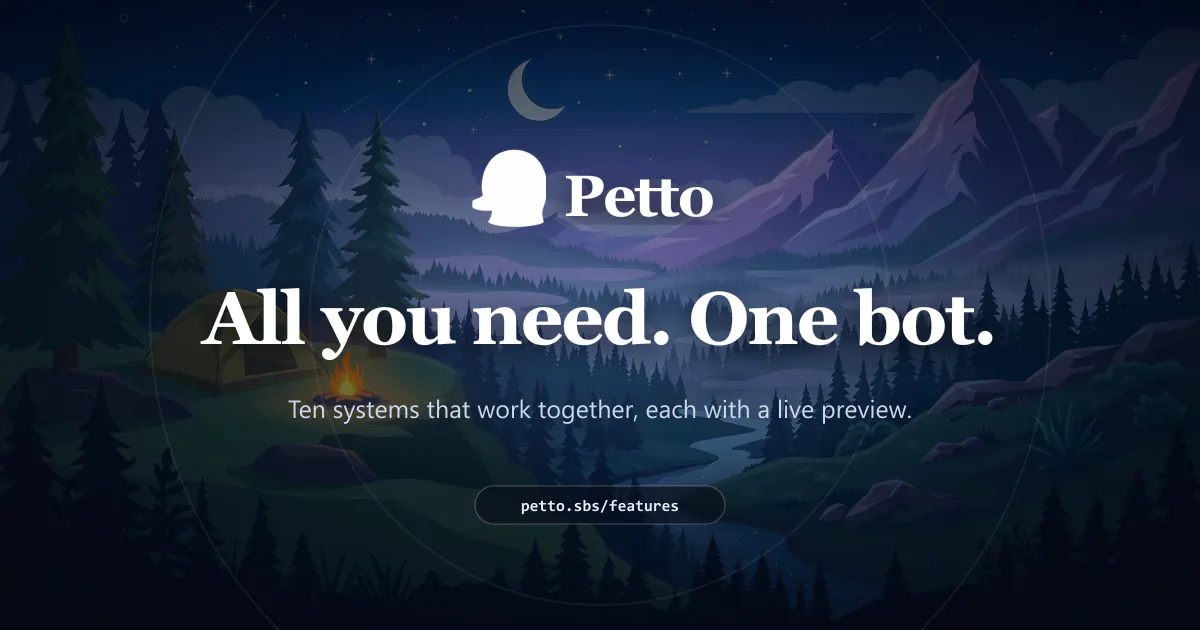 Petto
All you need. One bot.
Ten systems that work together, each with a live preview.
petto.sbs/features